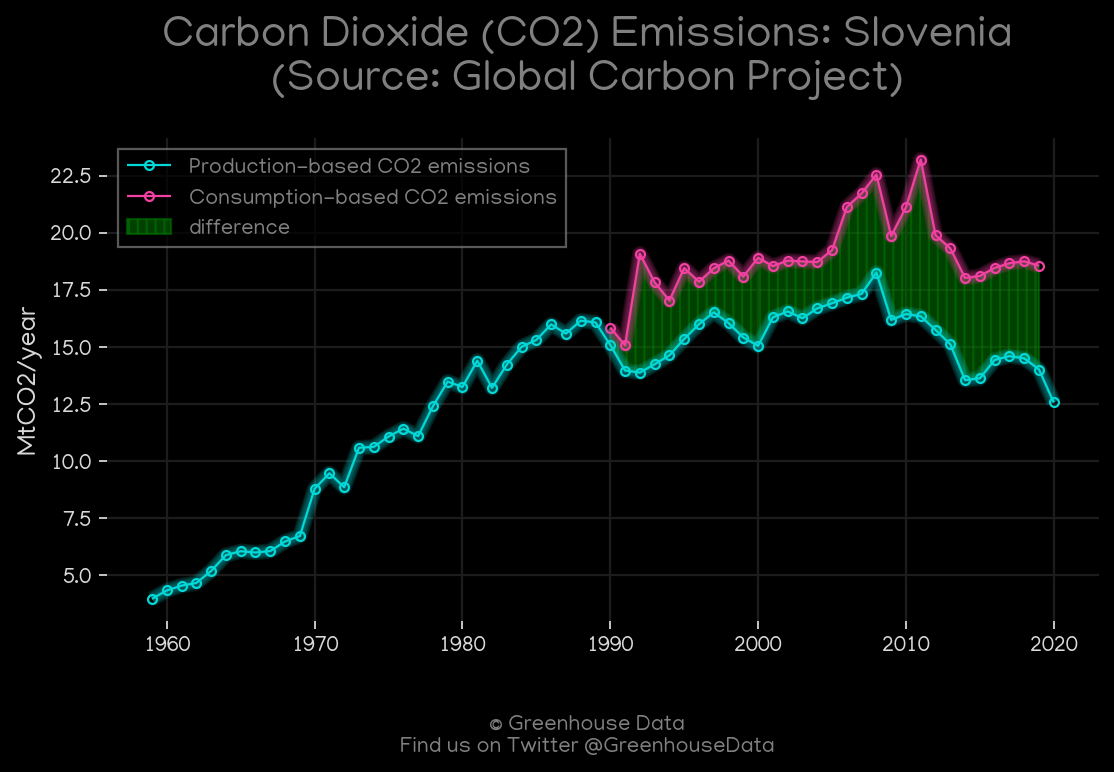 Carbon Dioxide (CO2) Emissions: Slovenia
(Source: Global Carbon Project)
Production-based CO2 emissions
Consumption-based CO2 emissions
difference
MtCO2/year
22.5
20.0
17.5
15.0
12.5
10.0
7.5
5.0
1960 1970 1980 1990 2000 2010 2020
© Greenhouse Data
Find us on Twitter @GreenhouseData